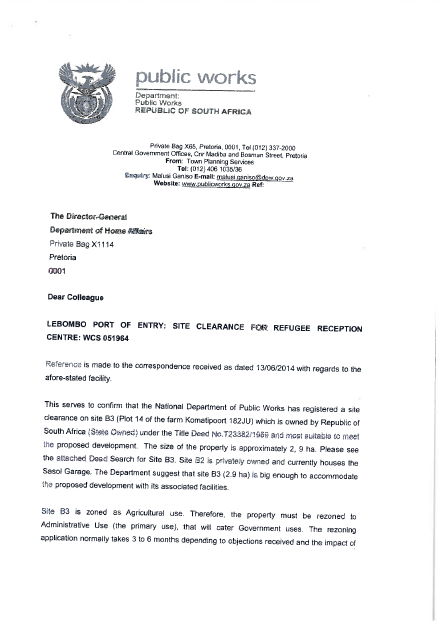 public works
Department:
Public Works
REPUBLIC OF SOUTH AFRICA
Private Bag X65, Pretoria, 0001, Tel (012) 337-2000
Central Government Offices, Cnr Madiba and Bosman Street, Pretoria
From: Town Planning Services
Tel: (012) 406 1035/36
Enquiry: Malusi Ganiso E-mail: malusi.ganiso@dpw.gov.za
Website: www.publicworks.gov.za Ref:
The Director-General
Department of Home Affairs
Private Bag X1114
Pretoria
0001
Dear Colleague
LEBOMBO PORT OF ENTRY: SITE CLEARANCE FOR REFUGEE RECEPTION
CENTRE: WCS 051964
Reference is made to the correspondence received as dated 13/06/2014 with regards to the
afore-stated facility.
This serves to confirm that the National Department of Public Works has registered a site
clearance on site B3 (Plot 14 of the farm Komatipoort 182JU) which is owned by Republic of
South Africa (State Owned) under the Title Deed No.T23382/1959 and most suitable to meet
the proposed development. The size of the property is approximately 2, 9 ha. Please see
the attached Deed Search for Site B3. Site B2 is privately owned and currently houses the
Sasol Garage. The Department suggest that site B3 (2.9 ha) is big enough to accommodate
the proposed development with its associated facilities.
Site B3 is zoned as Agricultural use. Therefore, the property must be rezoned to
Administrative Use (the primary use), that will cater Government uses. The rezoning
application normally takes 3 to 6 months depending to objections received and the impact of